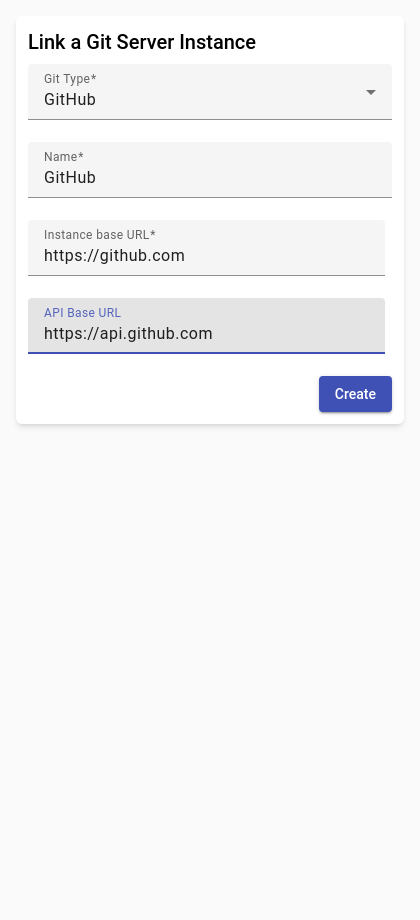 Link a Git Server Instance
Git Type*
GitHub
Name*
GitHub
Instance base URL*
https://github.com
API Base URL
https://api.github.com
Create